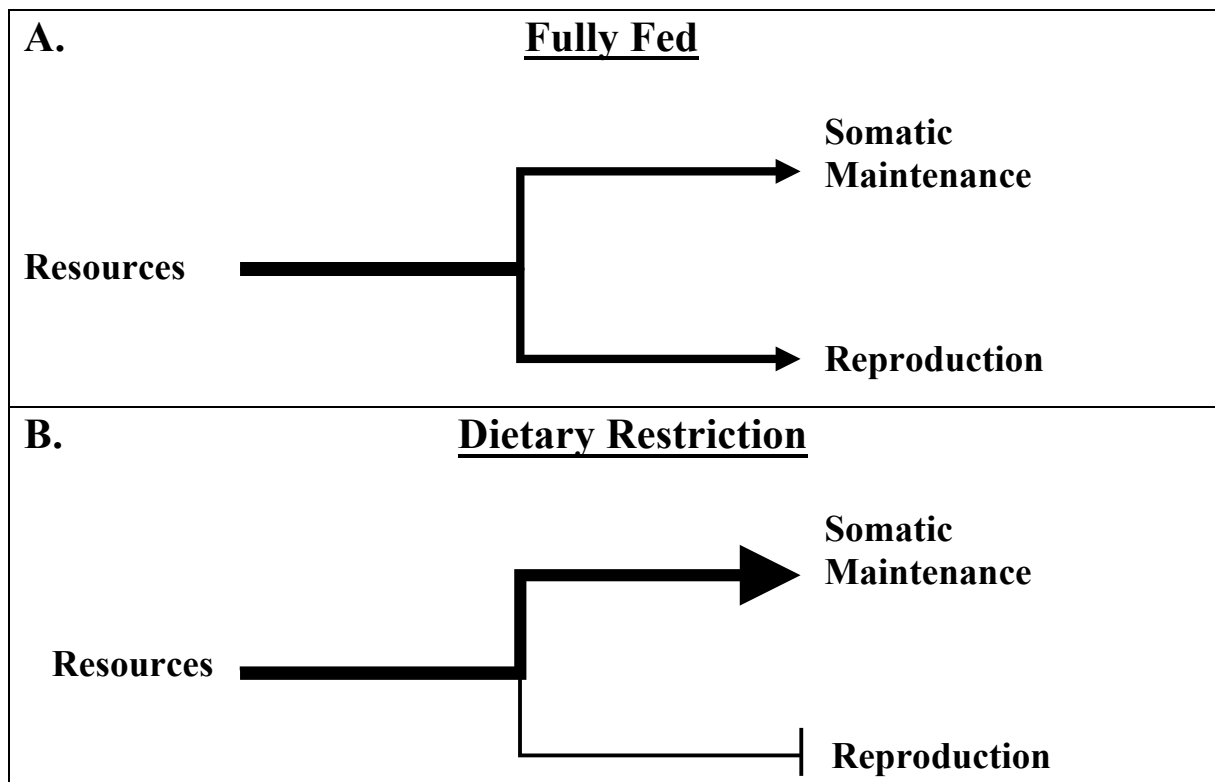 A.
Fully Fed
Somatic
Maintenance
Resources
Reproduction
B.
Dietary Restriction
Somatic
Maintenance
Resources
Reproduction